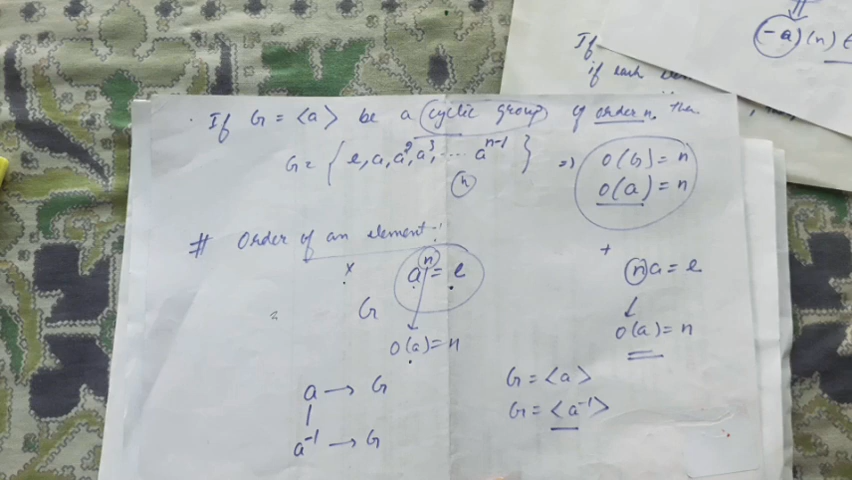 (-a)(n) €
If
if each
. If G = <a> be a cyclic group of order n. then
G = { e, a, a², a³, .... aⁿ⁻¹ } => o(G) = n
(n) o(a) = n
# Order of an element:
x aⁿ = e + na = e
G
↓ o(a) = n ↓ o(a) = n
a → G G = <a>
|
a⁻¹ → G G = <a⁻¹>